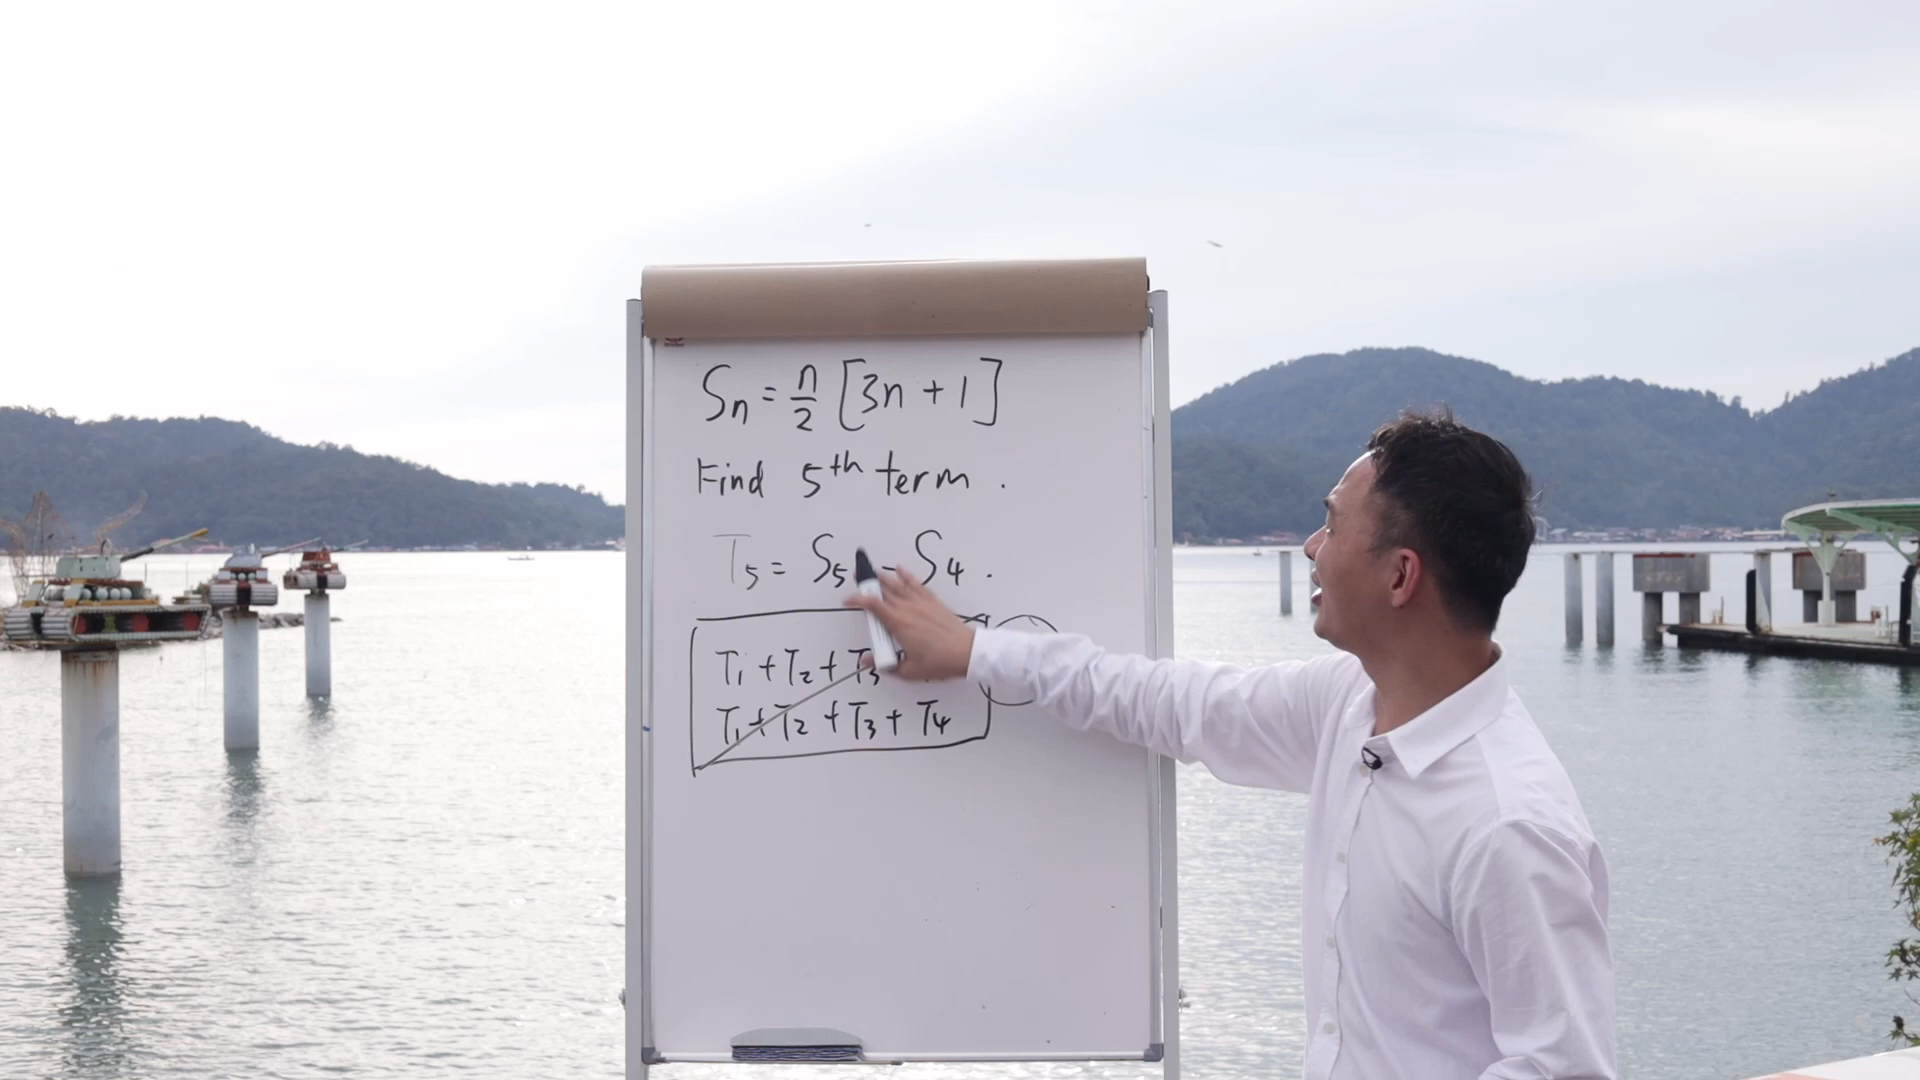 Sn = n/2 [3n + 1]
Find 5th term .
T5 = S5 - S4 .
T1 + T2 + T3
T1 + T2 + T3 + T4